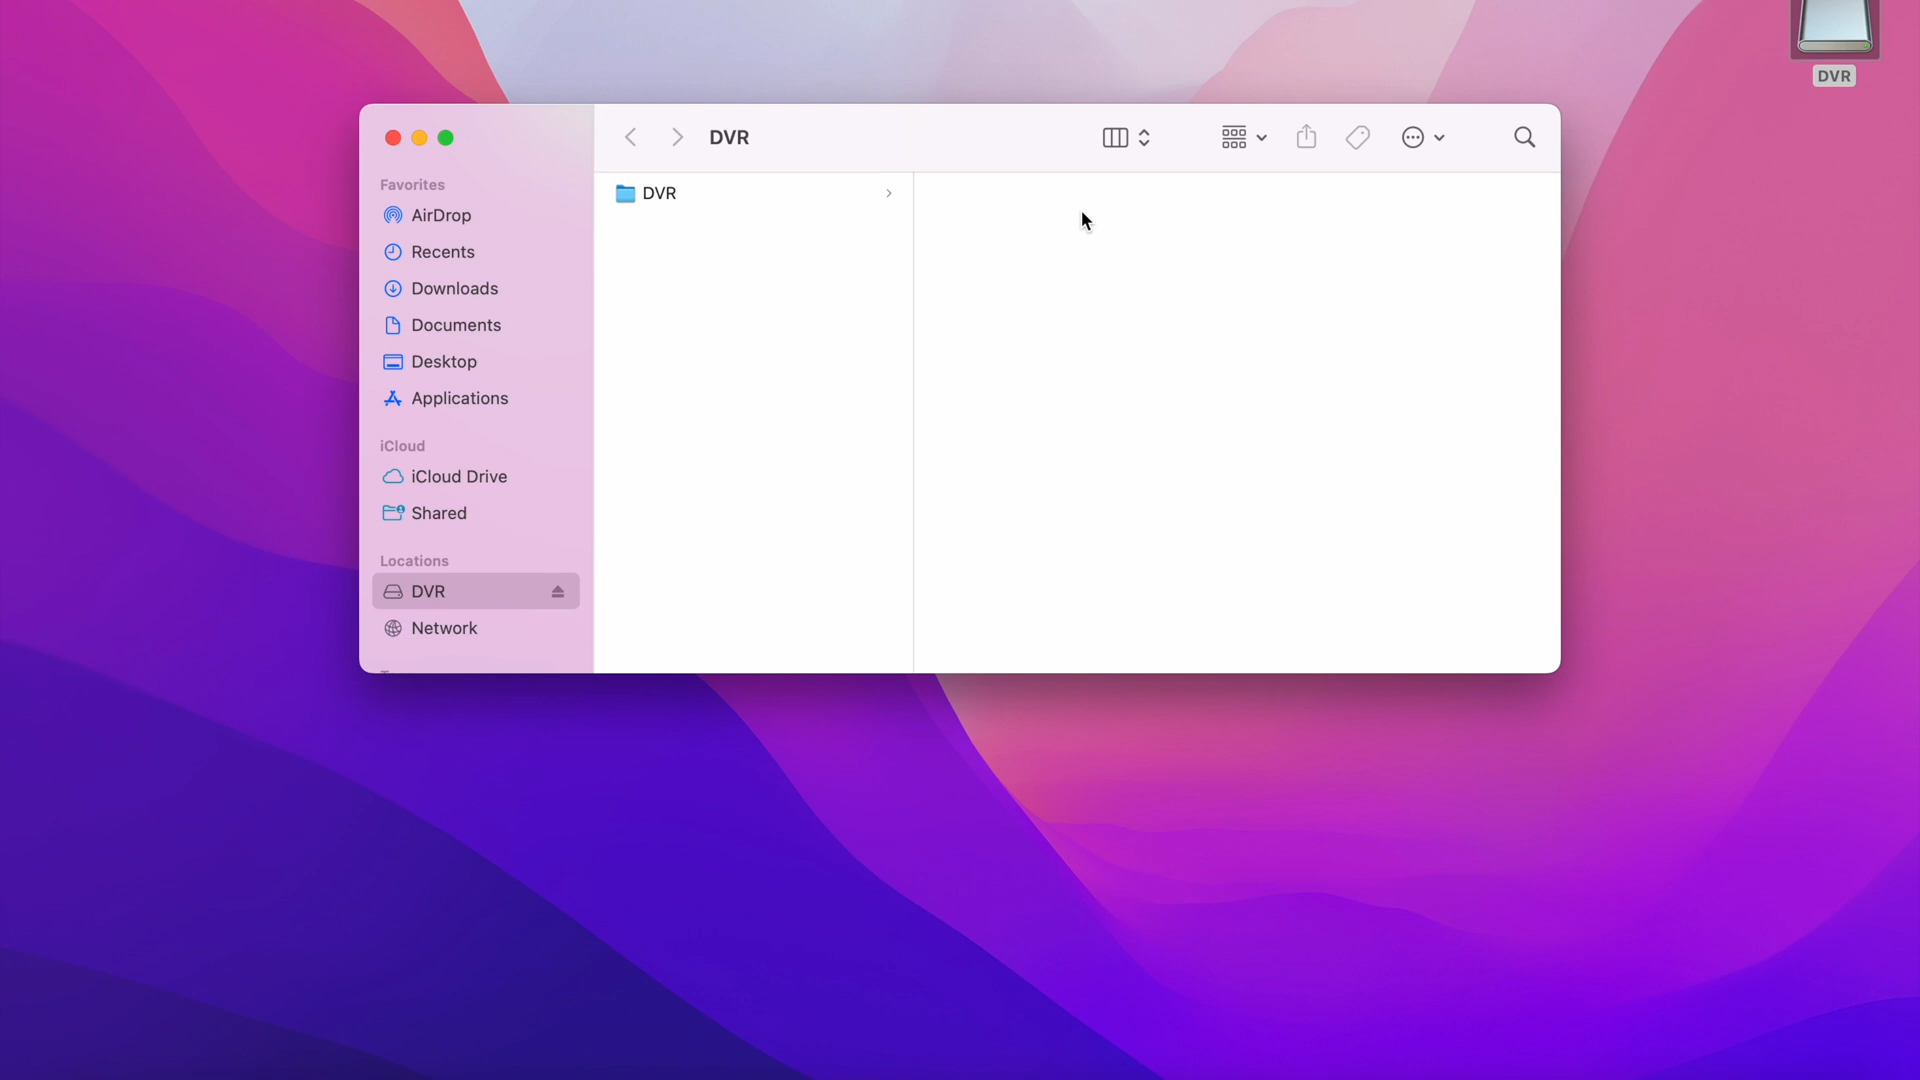 DVR
DVR
Favorites
AirDrop
Recents
Downloads
Documents
Desktop
Applications
iCloud
iCloud Drive
Shared
Locations
DVR
Network
DVR